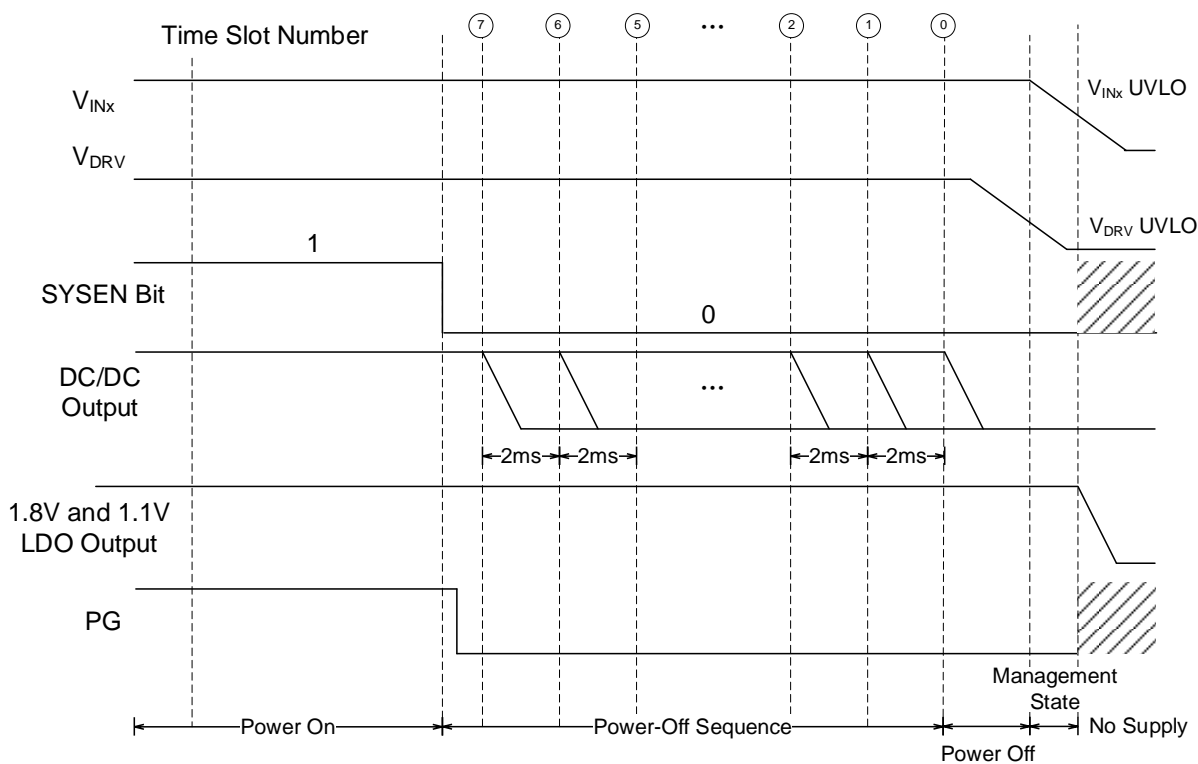 Time Slot Number
7 6 5 ... 2 1 0
VINx
VINx UVLO
VDRV
VDRV UVLO
1
SYSEN Bit
0
DC/DC
Output
...
2ms 2ms 2ms 2ms
1.8V and 1.1V
LDO Output
PG
Management
State
Power On
Power-Off Sequence
No Supply
Power Off